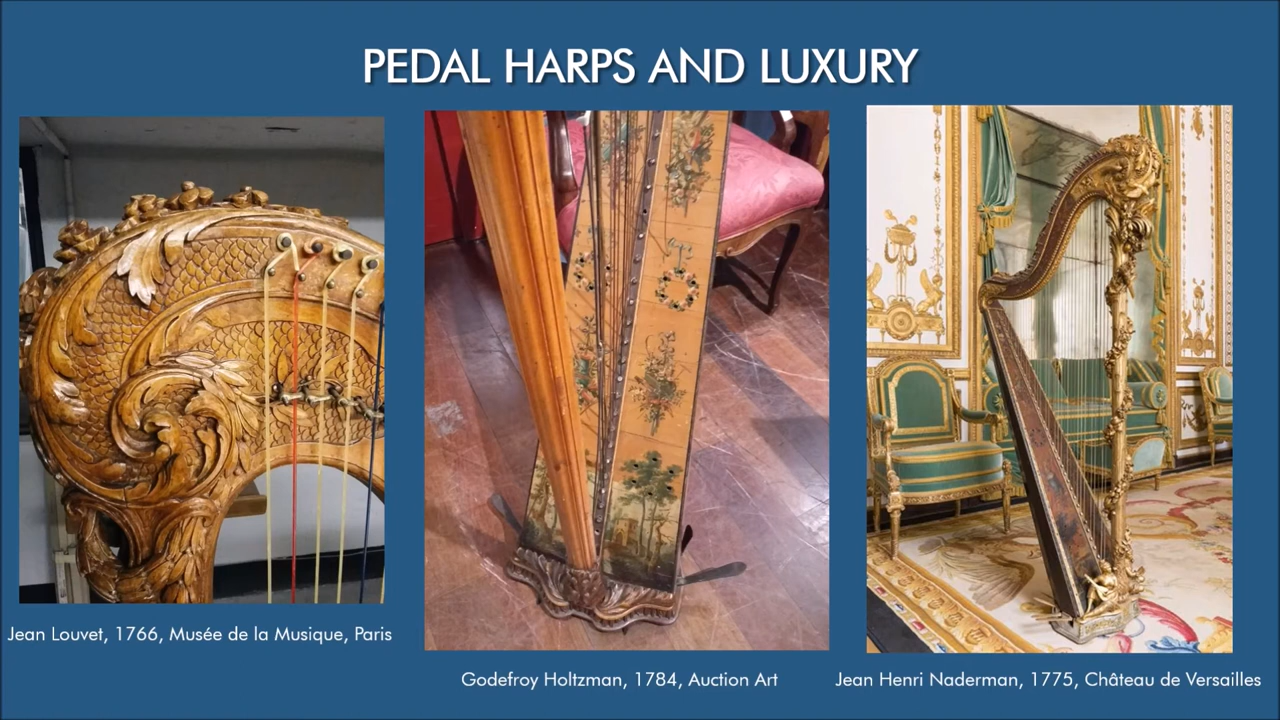 PEDAL HARPS AND LUXURY
Jean Louvet, 1766, Musée de la Musique, Paris
Godefroy Holtzman, 1784, Auction Art
Jean Henri Naderman, 1775, Château de Versailles